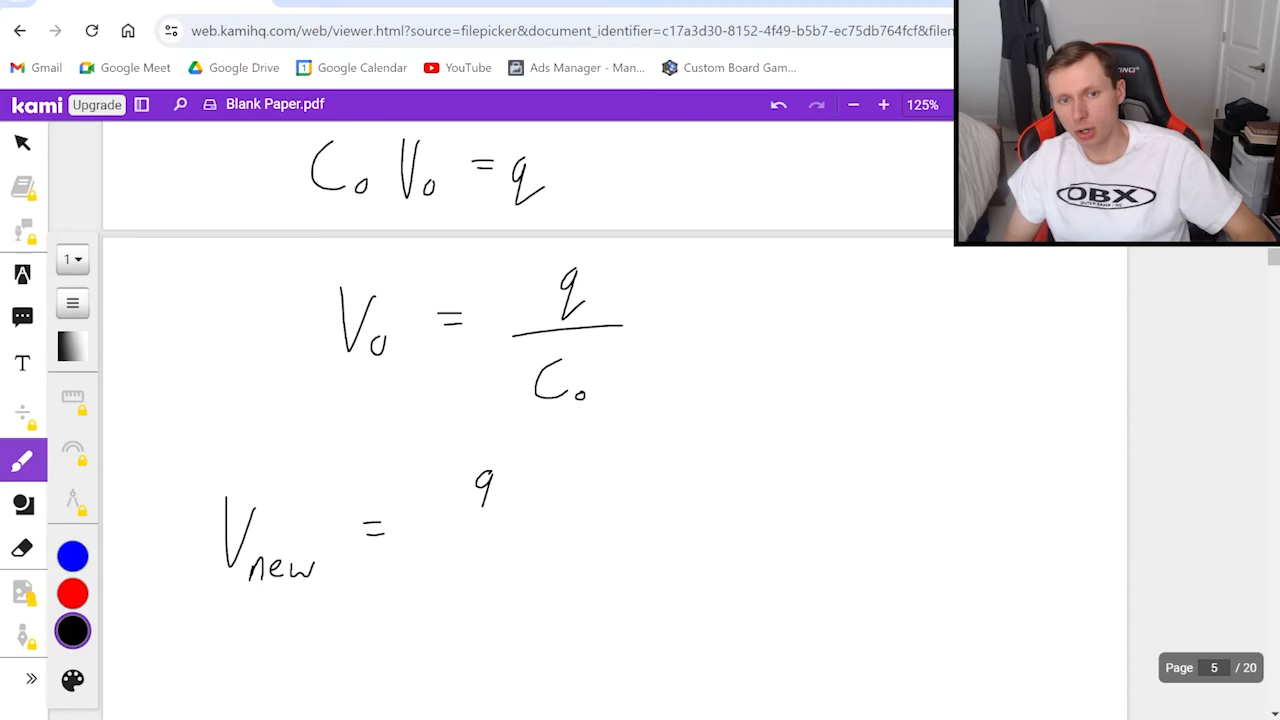 web.kamihq.com/web/viewer.html?source=filepicker&document_identifier=c17a3d30-8152-4f49-b5b7-ec75db764fcf&filen
Gmail Google Meet Google Drive Google Calendar YouTube Ads Manager - Man... Custom Board Gam...
kami Upgrade Blank Paper.pdf 125%
C₀ V₀ = q
OBX
1
V₀ = q / C₀
T
V_new = q
Page 5 / 20